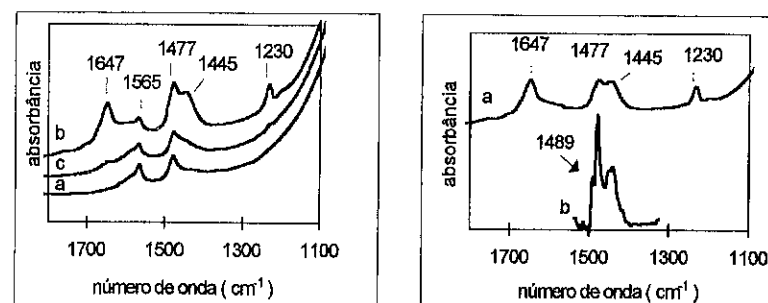 absorbância
1647
1565
1477
1445
1230
b
c
a
1700 1500 1300 1100
número de onda ( cm-1)
absorbância
1647
1477
1445
1230
a
1489
b
1700 1500 1300 1100
número de onda ( cm-1)